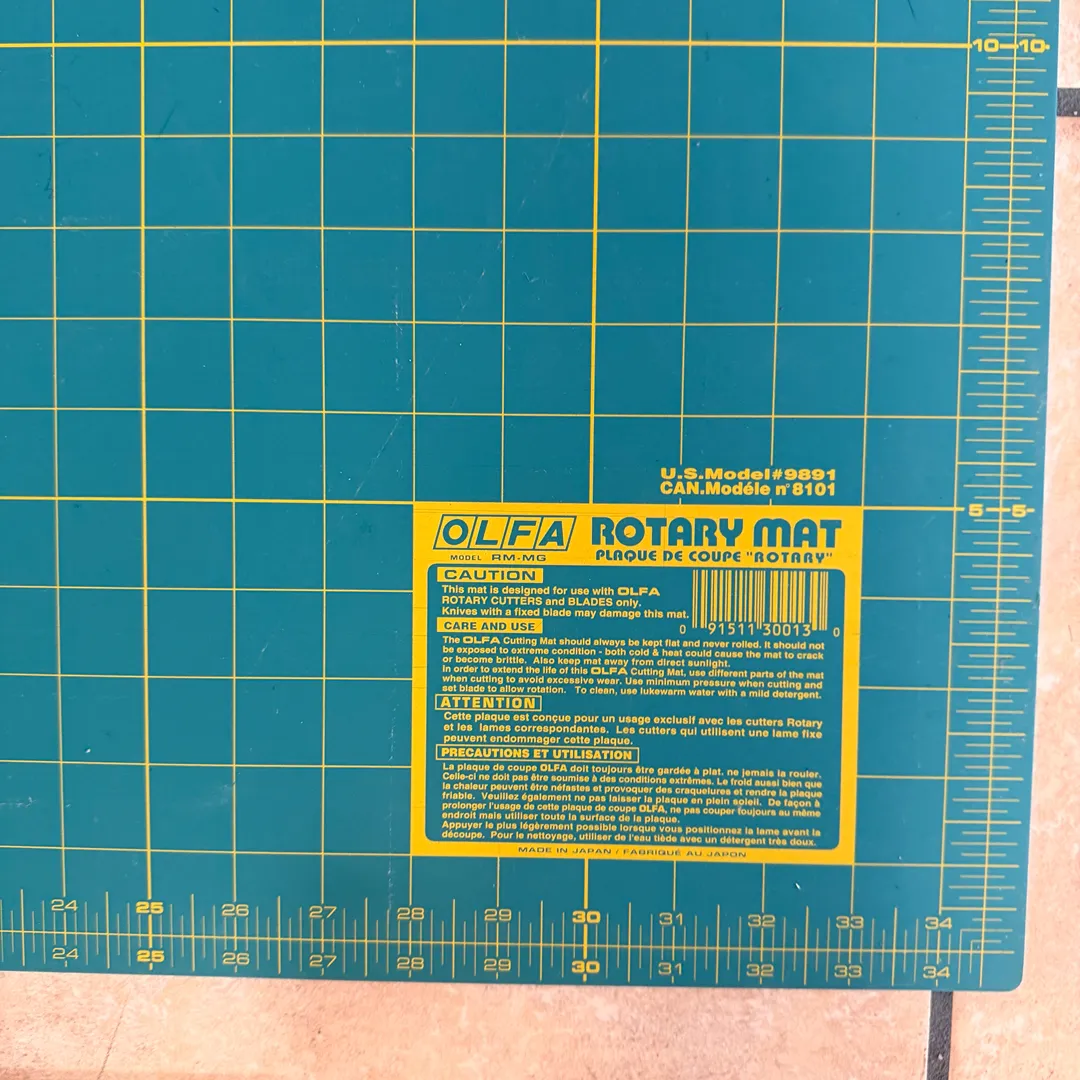 10 10
U.S.Model#9891
CAN.Modéle n°8101
5 5
OLFA ROTARY MAT
MODEL RM-MG PLAQUE DE COUPE "ROTARY"
CAUTION
This mat is designed for use with OLFA
ROTARY CUTTERS and BLADES only.
Knives with a fixed blade may damage this mat.
0 91511 30013 0
CARE AND USE
The OLFA Cutting Mat should always be kept flat and never rolled. It should not
be exposed to extreme condition - both cold & heat could cause the mat to crack
or become brittle. Also keep mat away from direct sunlight.
In order to extend the life of this OLFA Cutting Mat, use different parts of the mat
when cutting to avoid excessive wear. Use minimum pressure when cutting and
set blade to allow rotation. To clean, use lukewarm water with a mild detergent.
ATTENTION
Cette plaque est conçue pour un usage exclusif avec les cutters Rotary
et les lames correspondantes. Les cutters qui utilisent une lame fixe
peuvent endommager cette plaque.
PRECAUTIONS ET UTILISATION
La plaque de coupe OLFA doit toujours être gardée à plat, ne jamais la rouler.
Celle-ci ne doit pas être soumise à des conditions extrêmes. Le froid aussi bien que
la chaleur peuvent être néfastes et provoquer des craquelures et rendre la plaque
friable. Veuillez également ne pas laisser la plaque en plein soleil. De façon à
prolonger l'usage de cette plaque de coupe OLFA, ne pas couper foujours au même
endroit mais utiliser toute la surface de la plaque.
Appuyer le plus légèrement possible lorsque vous positionnez la lame avant la
découpe. Pour le nettoyage, utiliser de l'eau tiède avec un détergent très doux.
MADE IN JAPAN / FABRIQUÉ AU JAPON
24 25 26 27 28 29 30 31 32 33 34
24 25 26 27 28 29 30 31 32 33 34